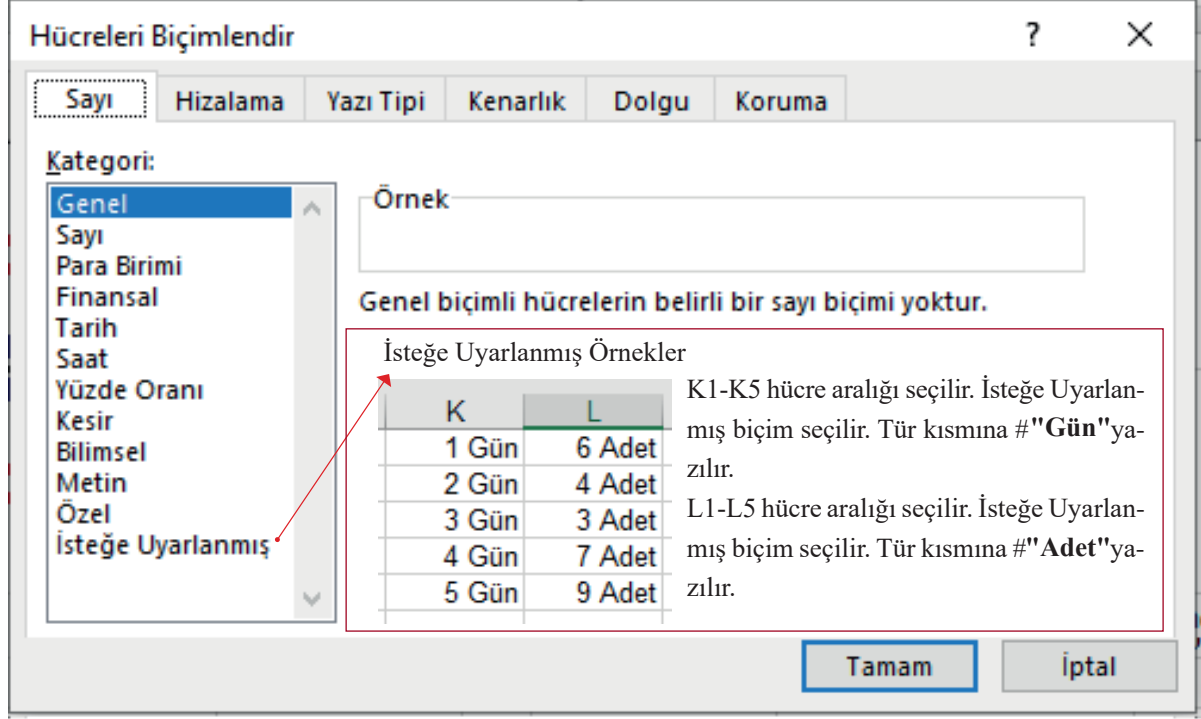 Hücreleri Biçimlendir
?
Sayı Hizalama Yazı Tipi Kenarlık Dolgu Koruma
Kategori:
Genel
Sayı
Para Birimi
Finansal
Tarih
Saat
Yüzde Oranı
Kesir
Bilimsel
Metin
Özel
İsteğe Uyarlanmış
Örnek
Genel biçimli hücrelerin belirli bir sayı biçimi yoktur.
İsteğe Uyarlanmış Örnekler
K L
1 Gün 6 Adet
2 Gün 4 Adet
3 Gün 3 Adet
4 Gün 7 Adet
5 Gün 9 Adet
K1-K5 hücre aralığı seçilir. İsteğe Uyarlan-
mış biçim seçilir. Tür kısmına #"Gün"ya-
zılır.
L1-L5 hücre aralığı seçilir. İsteğe Uyarlan-
mış biçim seçilir. Tür kısmına #"Adet"ya-
zılır.
Tamam İptal